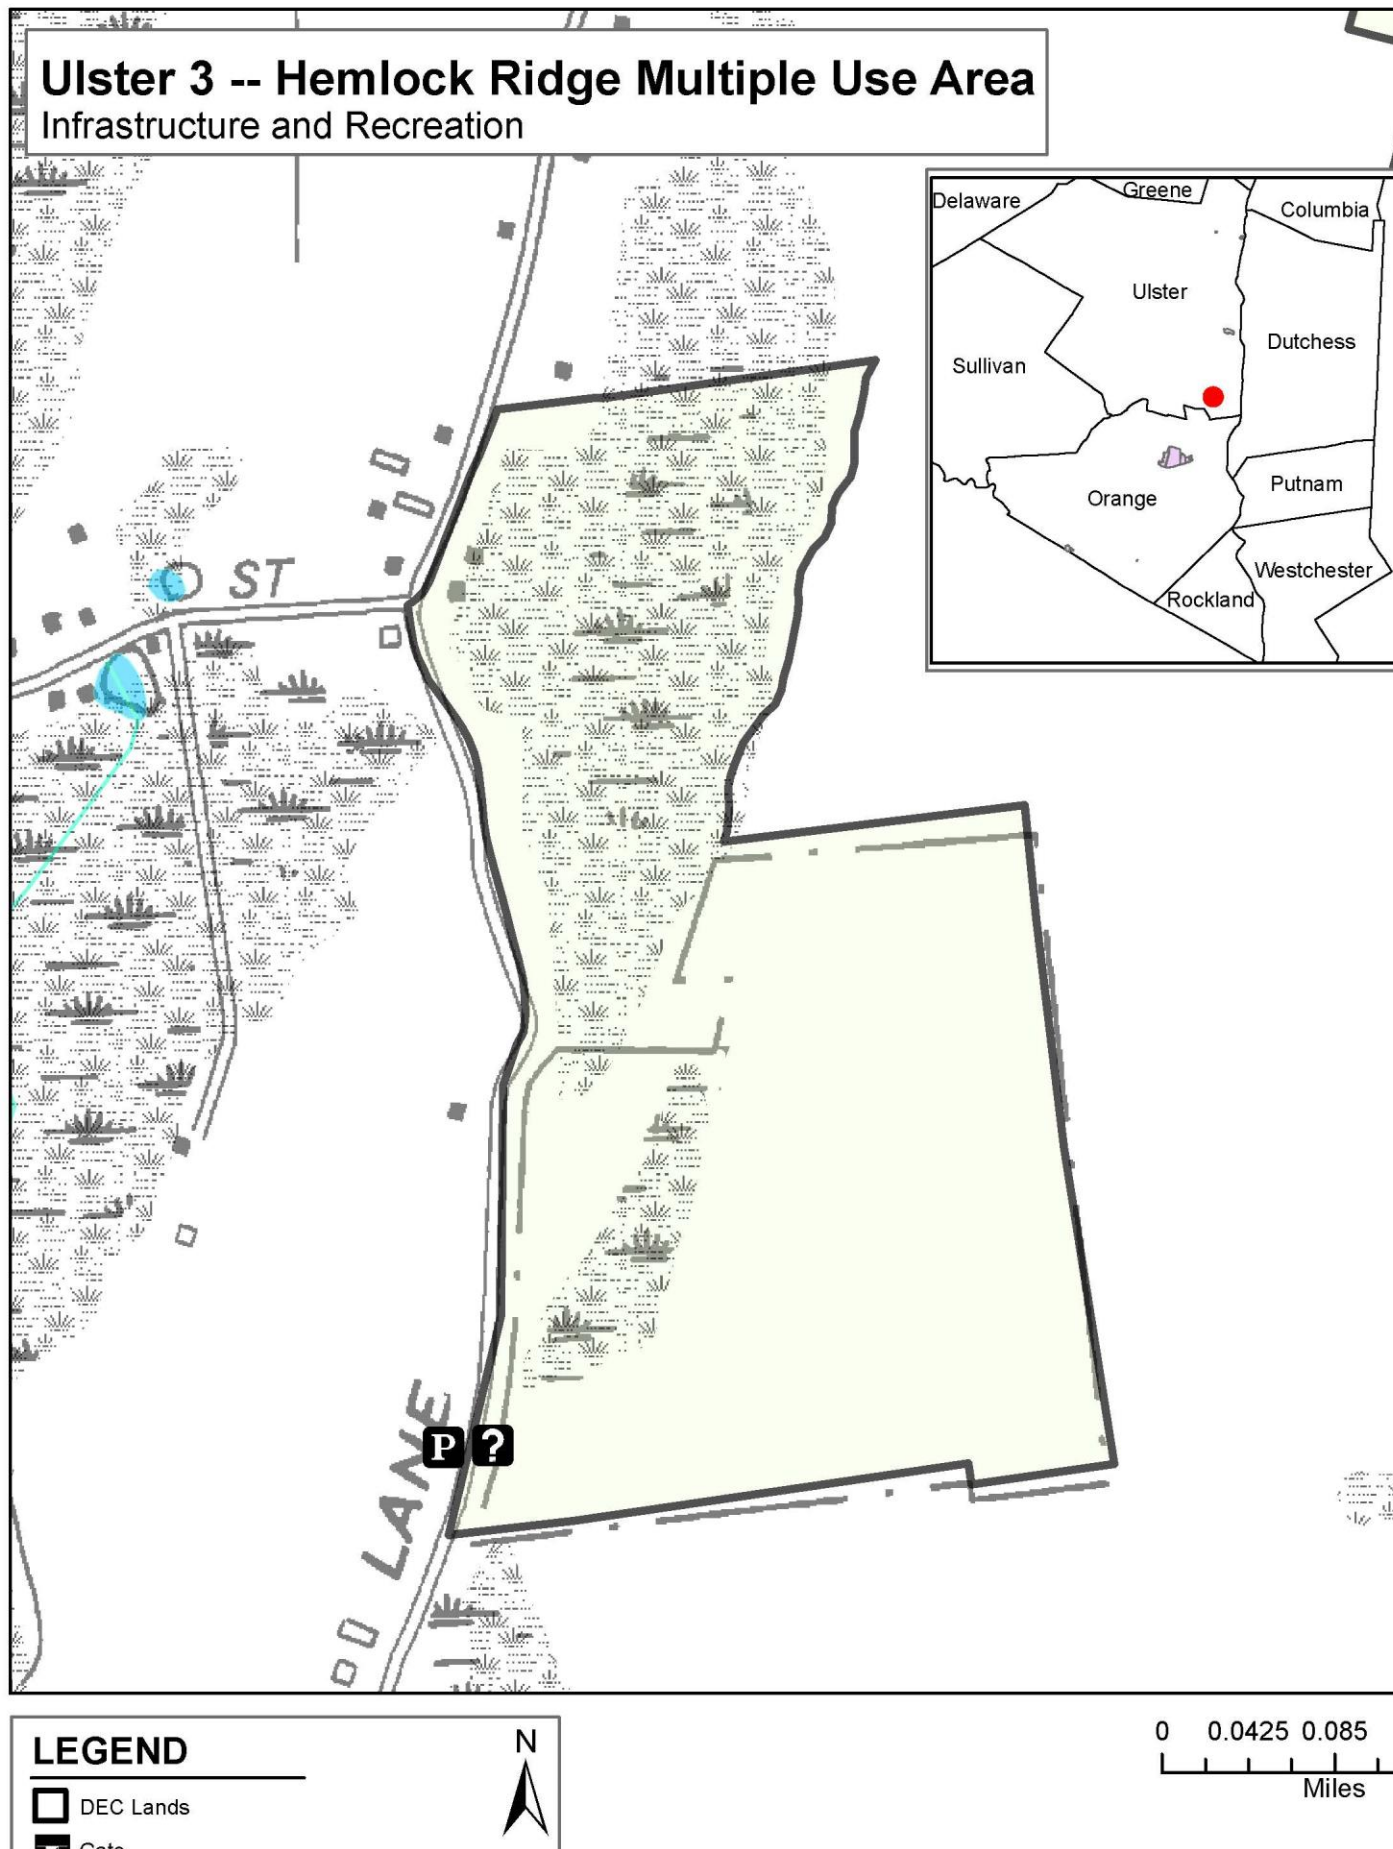 Ulster 3 -- Hemlock Ridge Multiple Use Area
Infrastructure and Recreation
Delaware
Greene
Columbia
Ulster
Dutchess
Sullivan
Orange
Putnam
Westchester
Rockland
ST
LANE
P ?
LEGEND
N
DEC Lands
Gate
0 0.0425 0.085
Miles